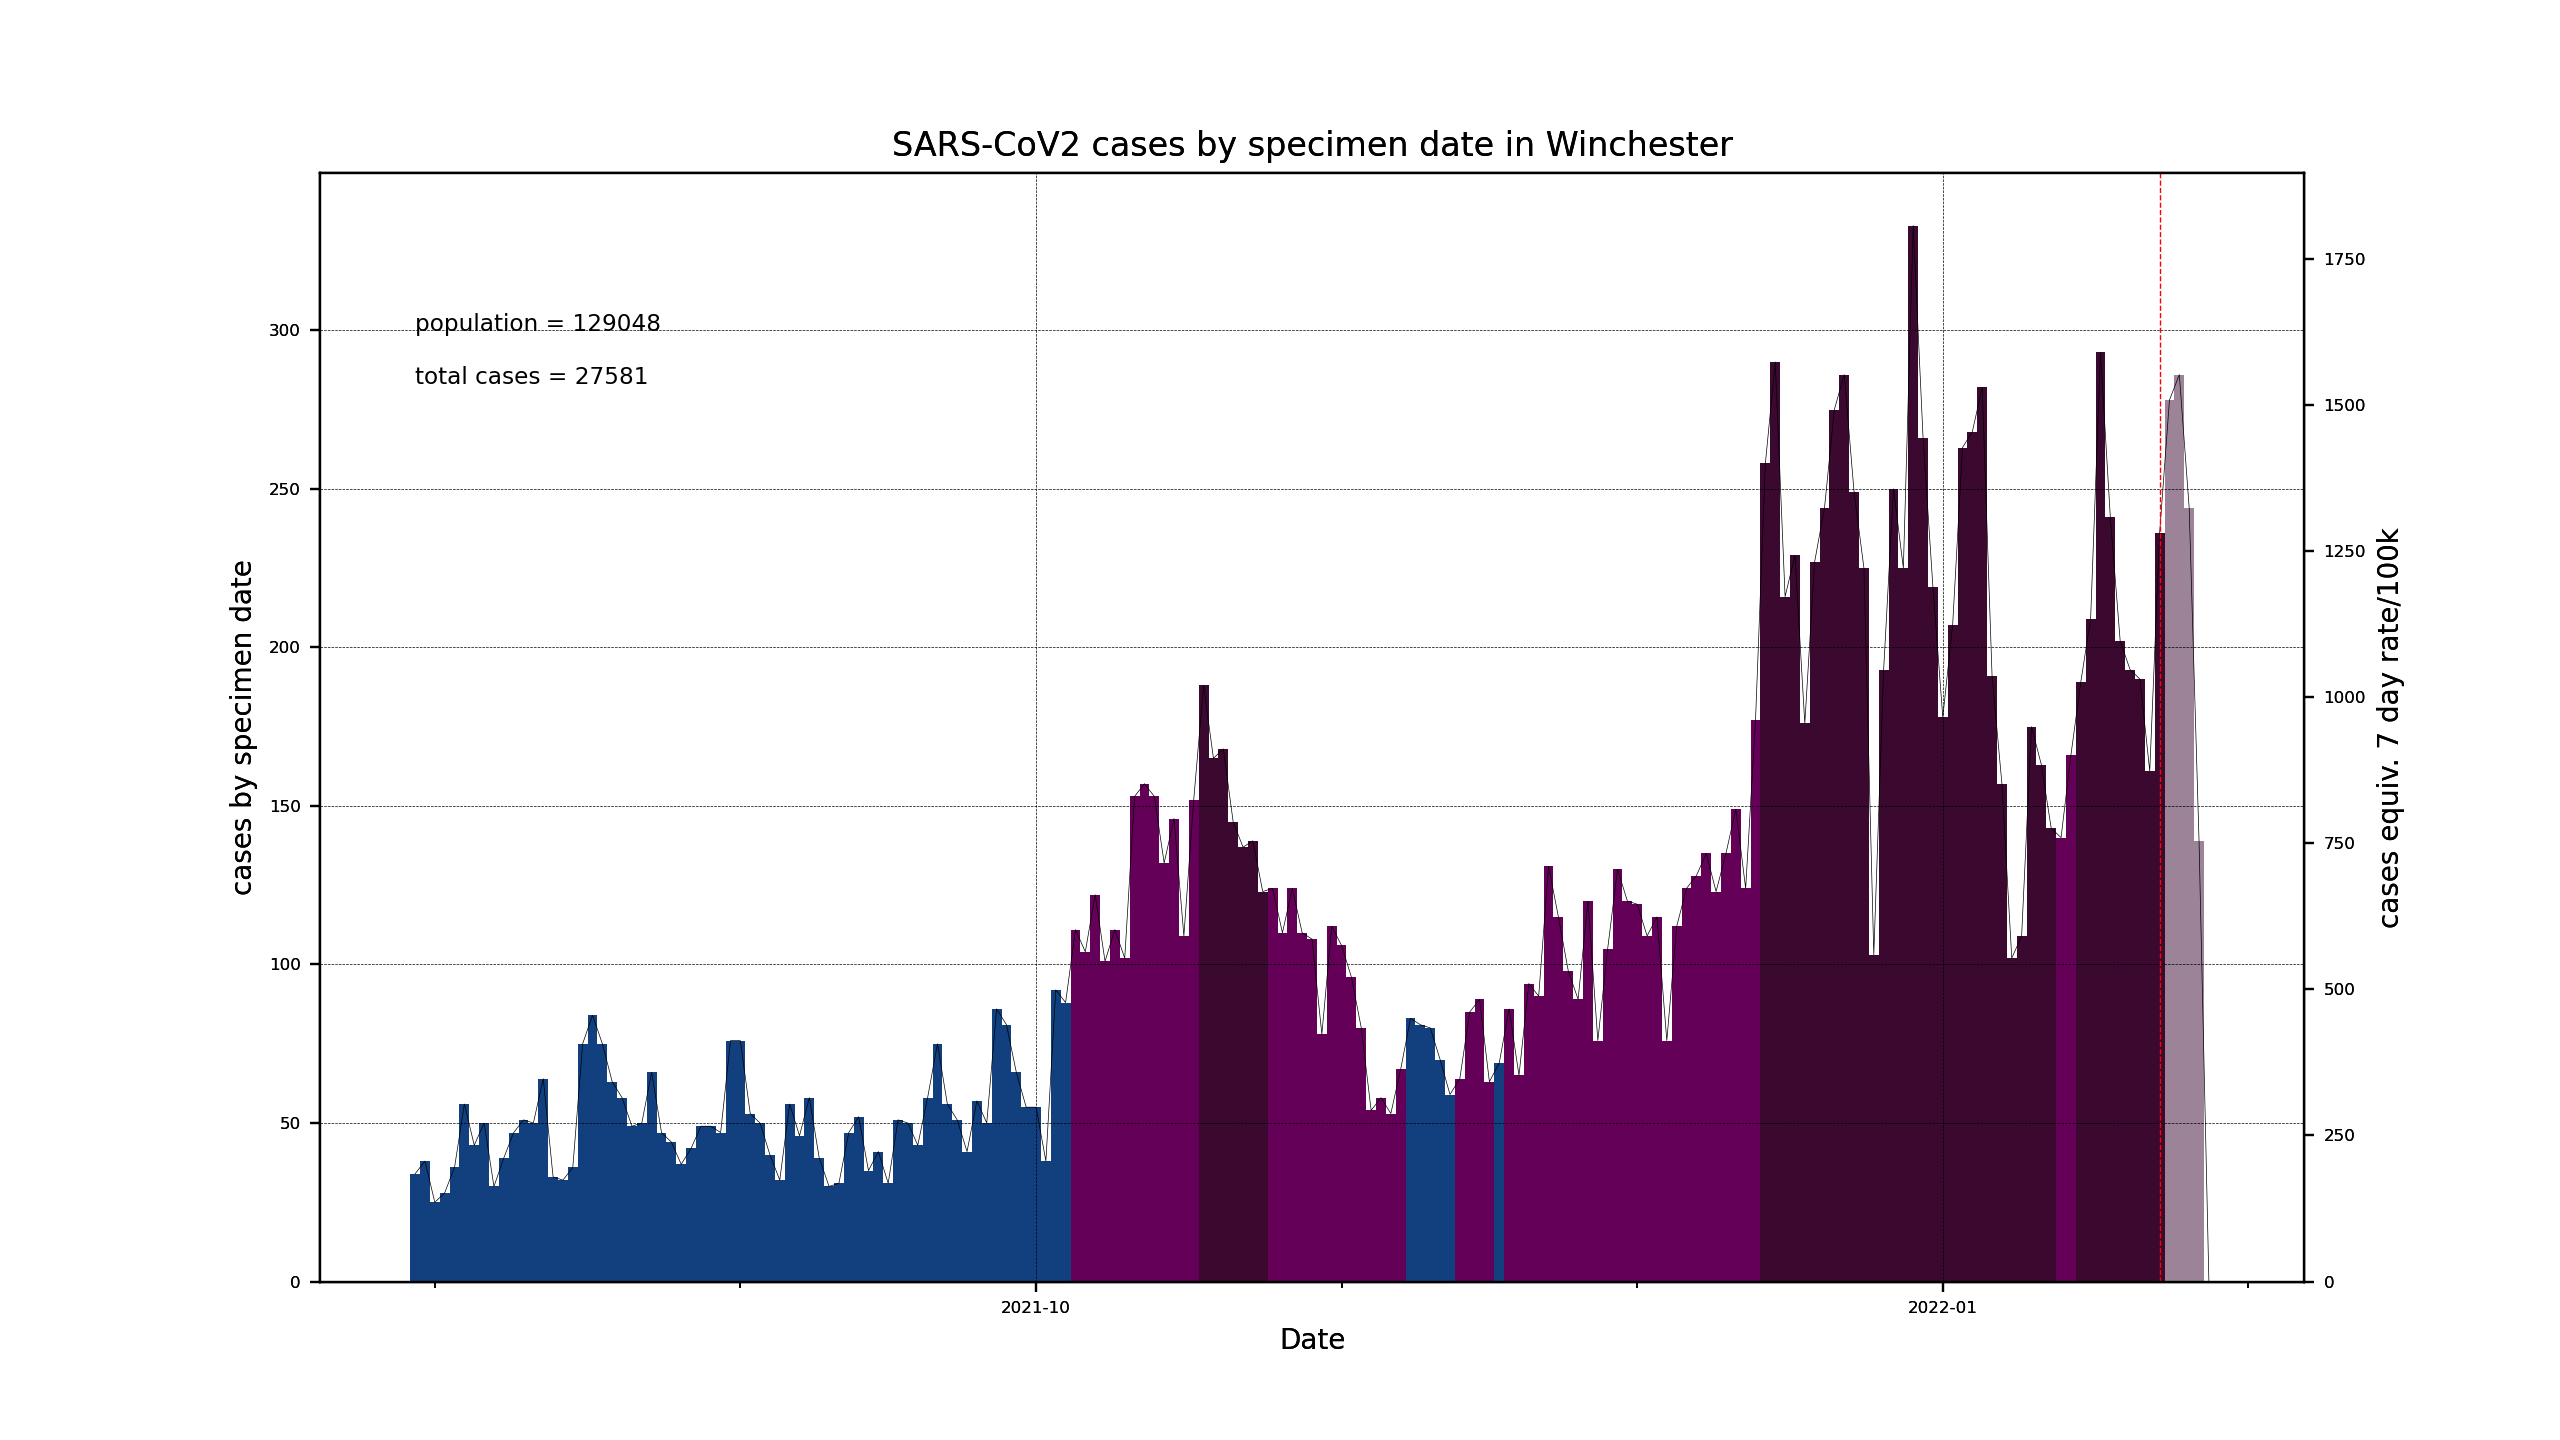 SARS-CoV2 cases by specimen date in Winchester
population = 129048
total cases = 27581
cases by specimen date
300
250
200
150
100
50
0
1750
1500
1250
1000
750
500
250
0
cases equiv. 7 day rate/100k
2021-10
2022-01
Date